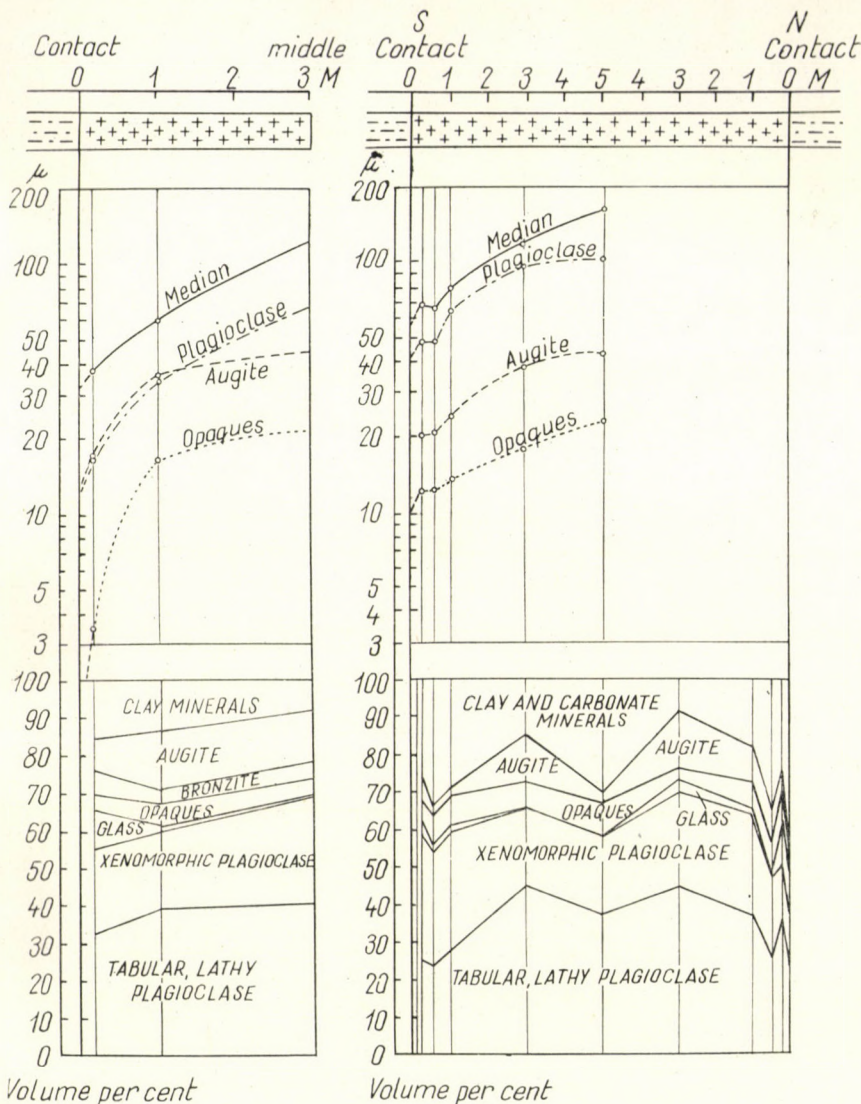 Contact middle
0 1 2 3 M
μ
200
100
50
40
30
20
10
5
4
3
Median
Plagioclase
Augite
Opaques
100
90
80
70
60
50
40
30
20
10
0
CLAY MINERALS
AUGITE
BRONZITE
OPAQUES
GLASS
XENOMORPHIC PLAGIOCLASE
TABULAR, LATHY
PLAGIOCLASE
Volume per cent
S N
Contact Contact
0 1 2 3 4 5 4 3 2 1 0 M
μ
200
100
50
40
30
20
10
5
4
3
Median
Plagioclase
Augite
Opaques
100
90
80
70
60
50
40
30
20
10
0
CLAY AND CARBONATE
MINERALS
AUGITE
AUGITE
OPAQUES
GLASS
XENOMORPHIC PLAGIOCLASE
TABULAR, LATHY PLAGIOCLASE
Volume per cent